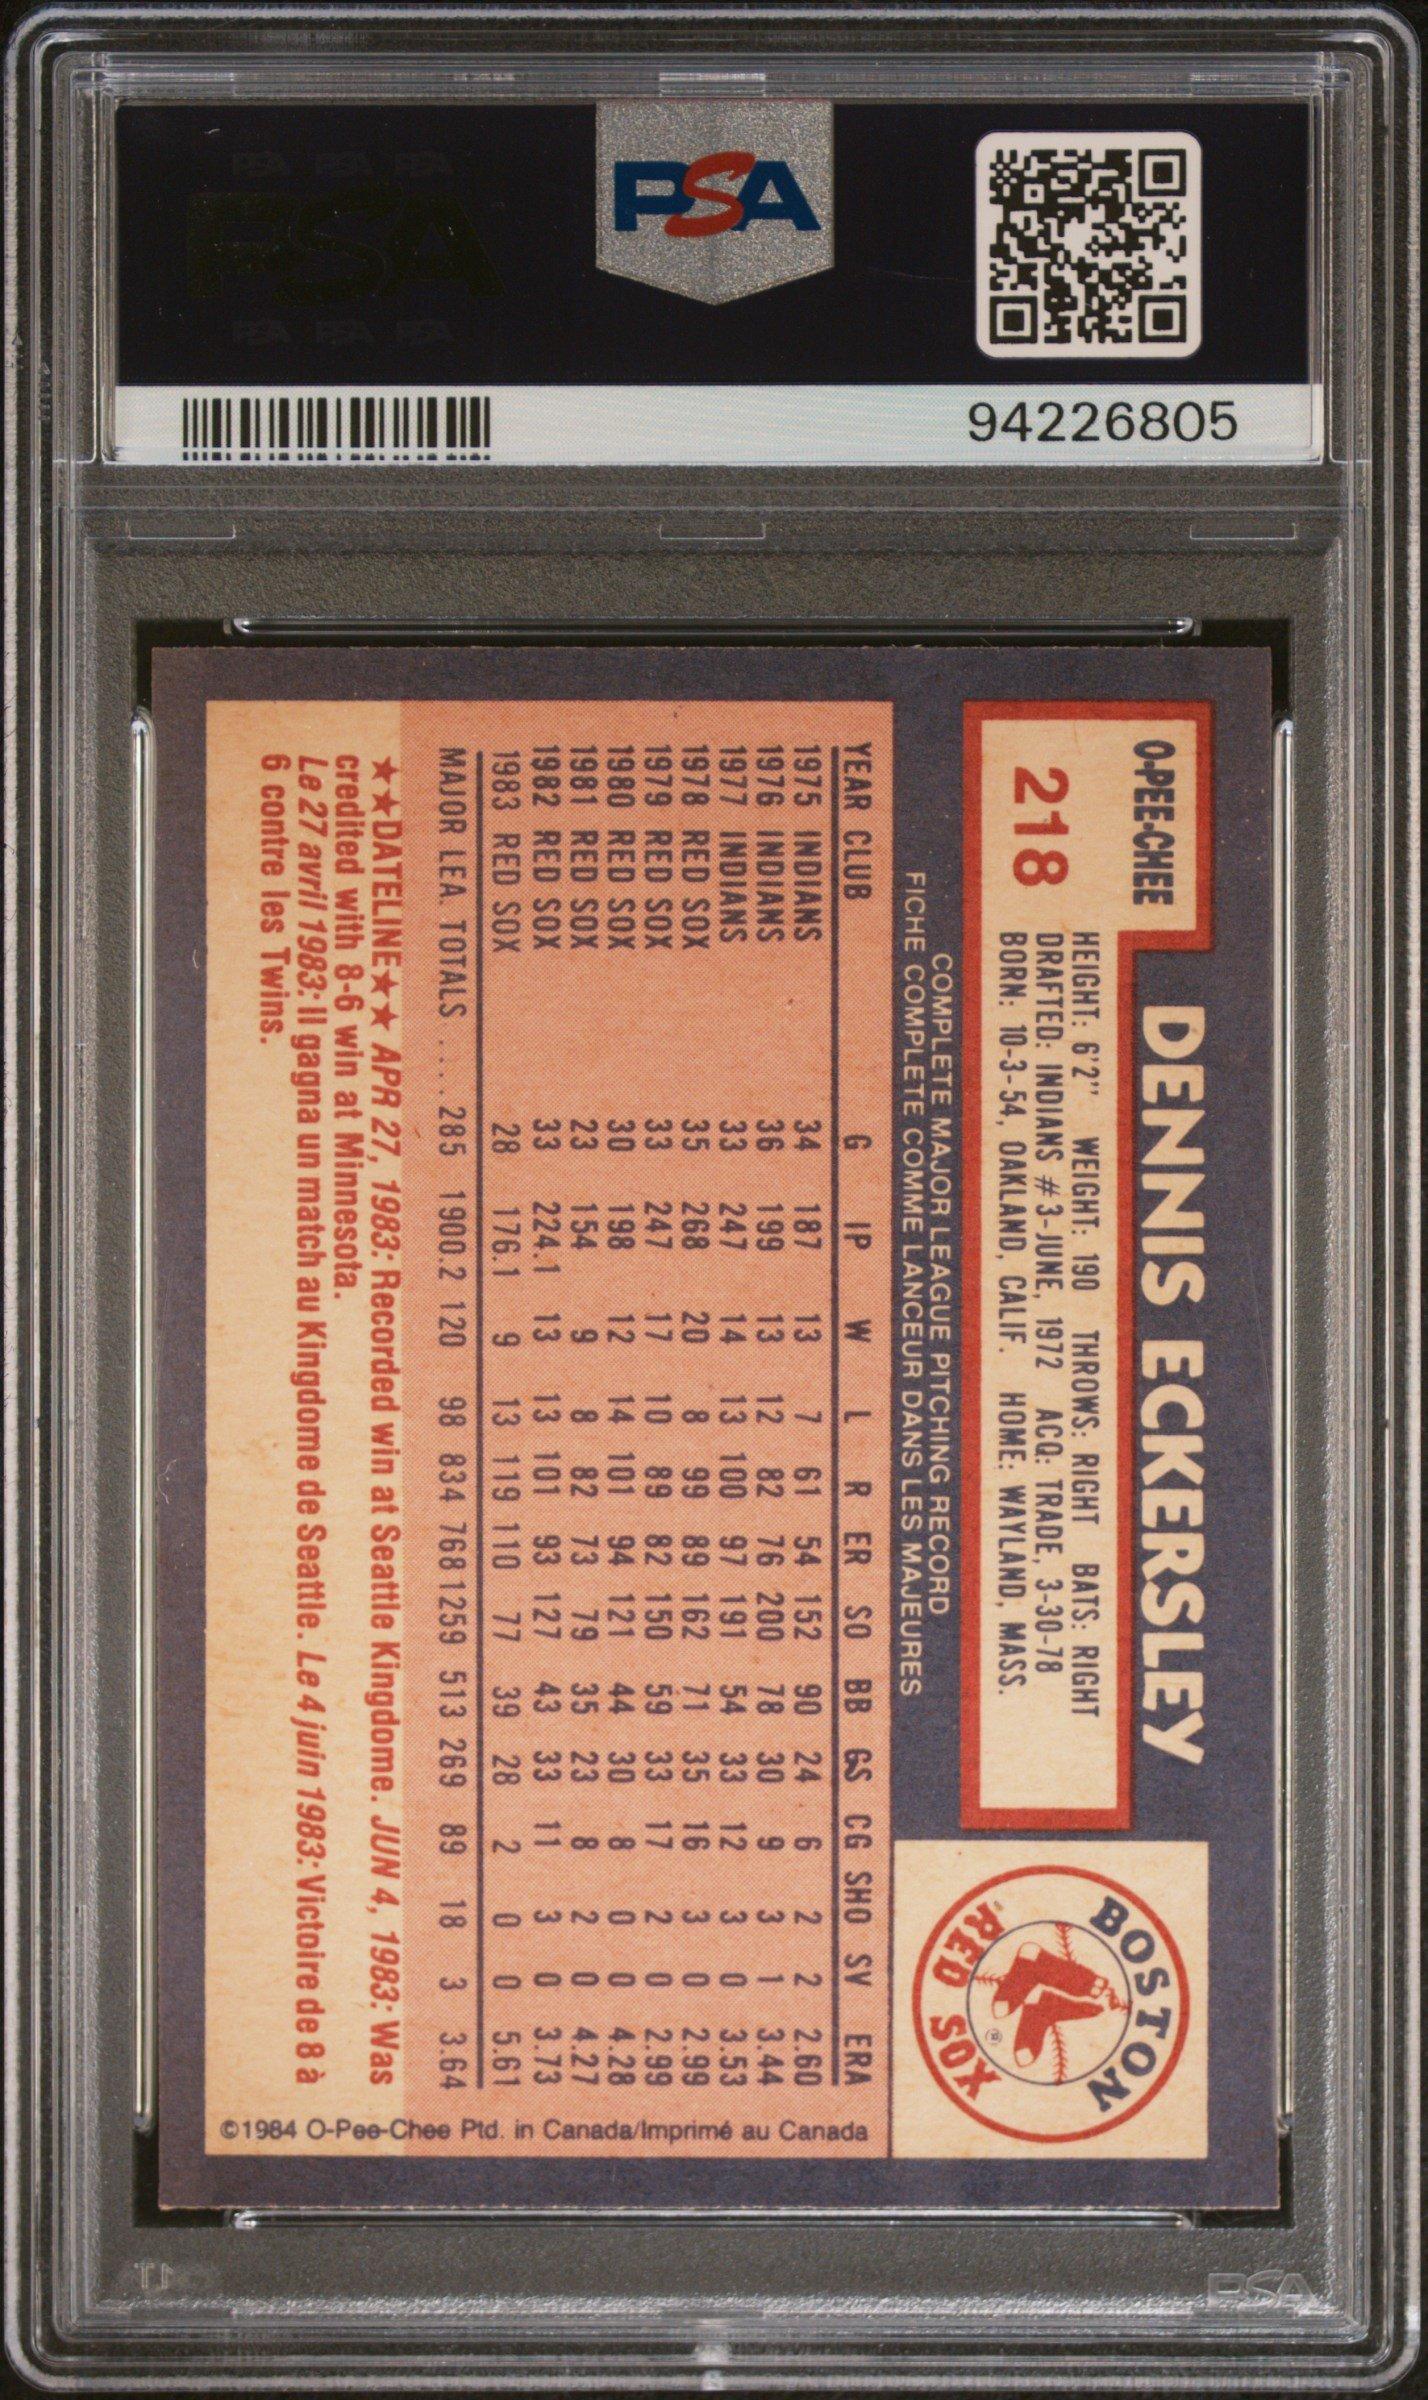 PSA
94226805
O-PEE-CHEE
218
DENNIS ECKERSLEY
HEIGHT: 6'2" WEIGHT: 190 THROWS: RIGHT BATS: RIGHT
DRAFTED: INDIANS #3-JUNE, 1972 ACQ: TRADE, 3-30-78
BORN: 10-3-54, OAKLAND, CALIF. HOME: WAYLAND, MASS.
BOSTON
RED SOX
®
COMPLETE MAJOR LEAGUE PITCHING RECORD
FICHE COMPLETE COMME LANCEUR DANS LES MAJEURES
YEAR CLUB G IP W L R ER SO BB GS CG SHO SV ERA
1975 INDIANS 34 187 13 7 61 54 152 90 24 6 2 2 2.60
1976 INDIANS 36 199 13 12 82 76 200 78 30 9 3 1 3.44
1977 INDIANS 33 247 14 13 100 97 191 54 33 12 3 0 3.53
1978 RED SOX 35 268 20 8 99 89 162 71 35 16 3 0 2.99
1979 RED SOX 33 247 17 10 89 82 150 59 33 17 2 0 2.99
1980 RED SOX 30 198 12 14 101 94 121 44 30 8 0 0 4.28
1981 RED SOX 23 154 9 8 82 73 79 35 23 8 2 0 4.27
1982 RED SOX 33 224.1 13 13 101 93 127 43 33 11 3 0 3.73
1983 RED SOX 28 176.1 9 13 119 110 77 39 28 2 0 0 5.61
MAJOR LEA. TOTALS .... 285 1900.2 120 98 834 768 1259 513 269 89 18 3 3.64
★★DATELINE★★ APR 27, 1983: Recorded win at Seattle Kingdome. JUN 4, 1983: Was
credited with 8-6 win at Minnesota.
Le 27 avril 1983: Il gagna un match au Kingdome de Seattle. Le 4 juin 1983: Victoire de 8 à
6 contre les Twins.
©1984 O-Pee-Chee Ptd. in Canada/Imprimé au Canada
PSA